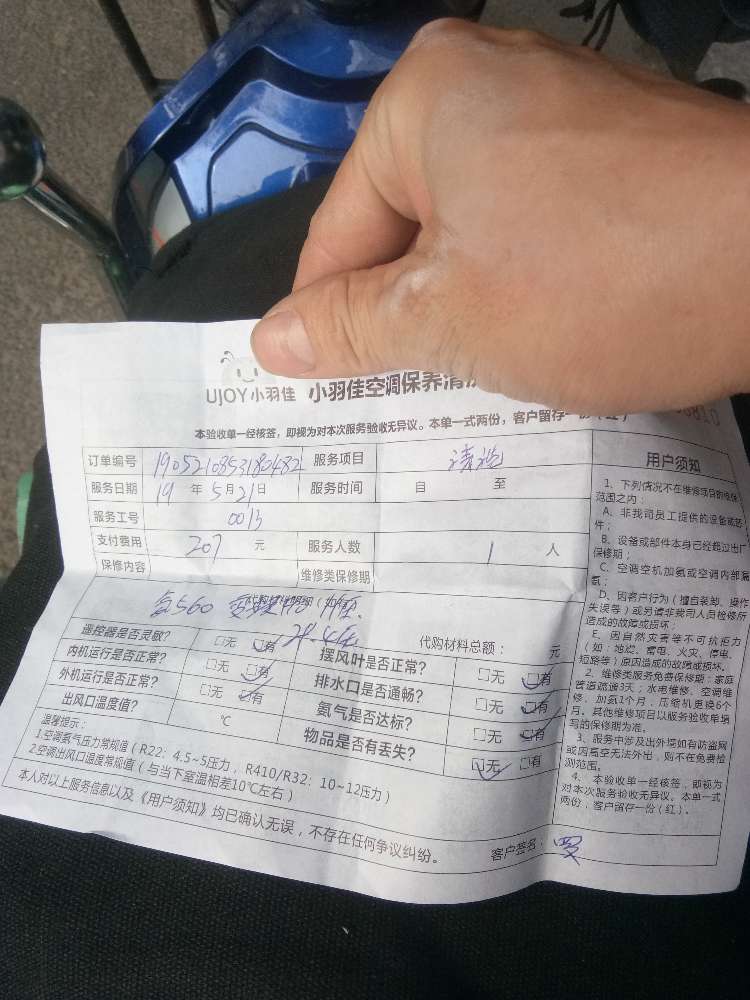 UJOY小羽佳 小羽佳空调保养清
本验收单一经核签，即视为对本次服务验收无异议。本单一式两份，客户留存一份（红）
订单编号 1905210853180482 服务项目 清洗
服务日期 19年5月21日 服务时间 自 至
服务工号 0013
支付费用 207元 服务人数 1人
保修内容 维修类保修期
代购材料总额： 元
遥控器是否灵敏？ □无 □有 摆风叶是否正常？ □无 □有
内机运行是否正常？ □无 □有 排水口是否通畅？ □无 □有
外机运行是否正常？ □无 □有 氨气是否达标？ □无 □有
出风口温度值？ ℃ 物品是否有丢失？ □无 □有
温馨提示：
1.空调氨气压力常规值（R22：4.5~5压力，R410/R32：10~12压力）
2.空调出风口温度常规值（与当下室温相差10℃左右）
本人对以上服务信息以及《用户须知》均已确认无误，不存在任何争议纠纷。
客户签名：
用户须知
1、下列情况不在维修项目的保修
范围之内：
A、非我司员工提供的设备或
件；
B、设备或部件本身已经超过出厂
保修期；
C、空调空机加氨或空调内部漏
氨；
D、因客户行为（擅自装卸、操作
失误等）或另请非我司人员检修所
造成的故障或损坏；
E、因自然灾害等不可抗拒力
（如：地震、雷电、火灾、停电、
短路等）原因造成的故障或损坏。
2、维修类服务免费保修期：家庭
管道疏通3天；水电维修、空调维
修、加氨1个月，压缩机更换6个
月。其他维修项目以服务验收单填
写的保修期为准。
3、服务中涉及出外墙如有防盗网
或因高空无法外出，则不在免费检
测范围。
4、本验收单一经核签，即视为
对本次服务验收无异议。本单一式
两份，客户留存一份（红）。